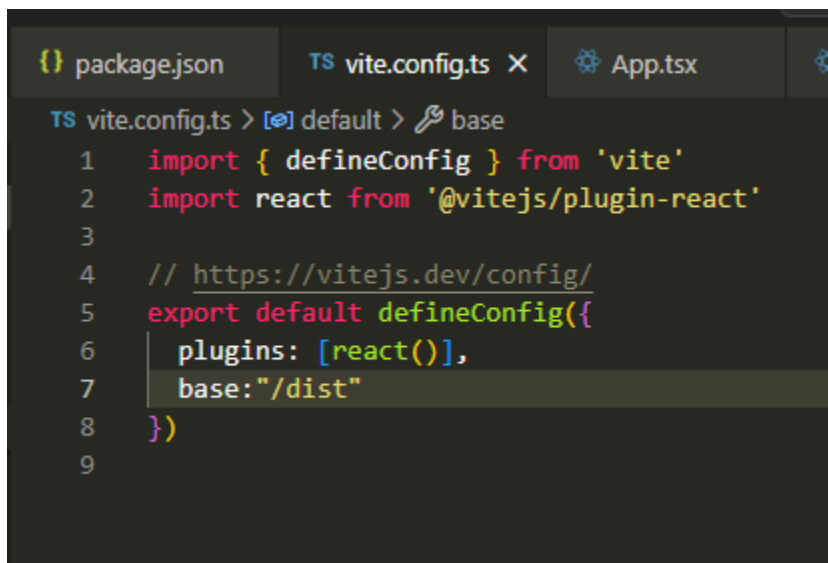 {} package.json TS vite.config.ts × App.tsx
TS vite.config.ts > default > base
1 import { defineConfig } from 'vite'
2 import react from '@vitejs/plugin-react'
3
4 // https://vitejs.dev/config/
5 export default defineConfig({
6   plugins: [react()],
7   base:"/dist"
8 })
9